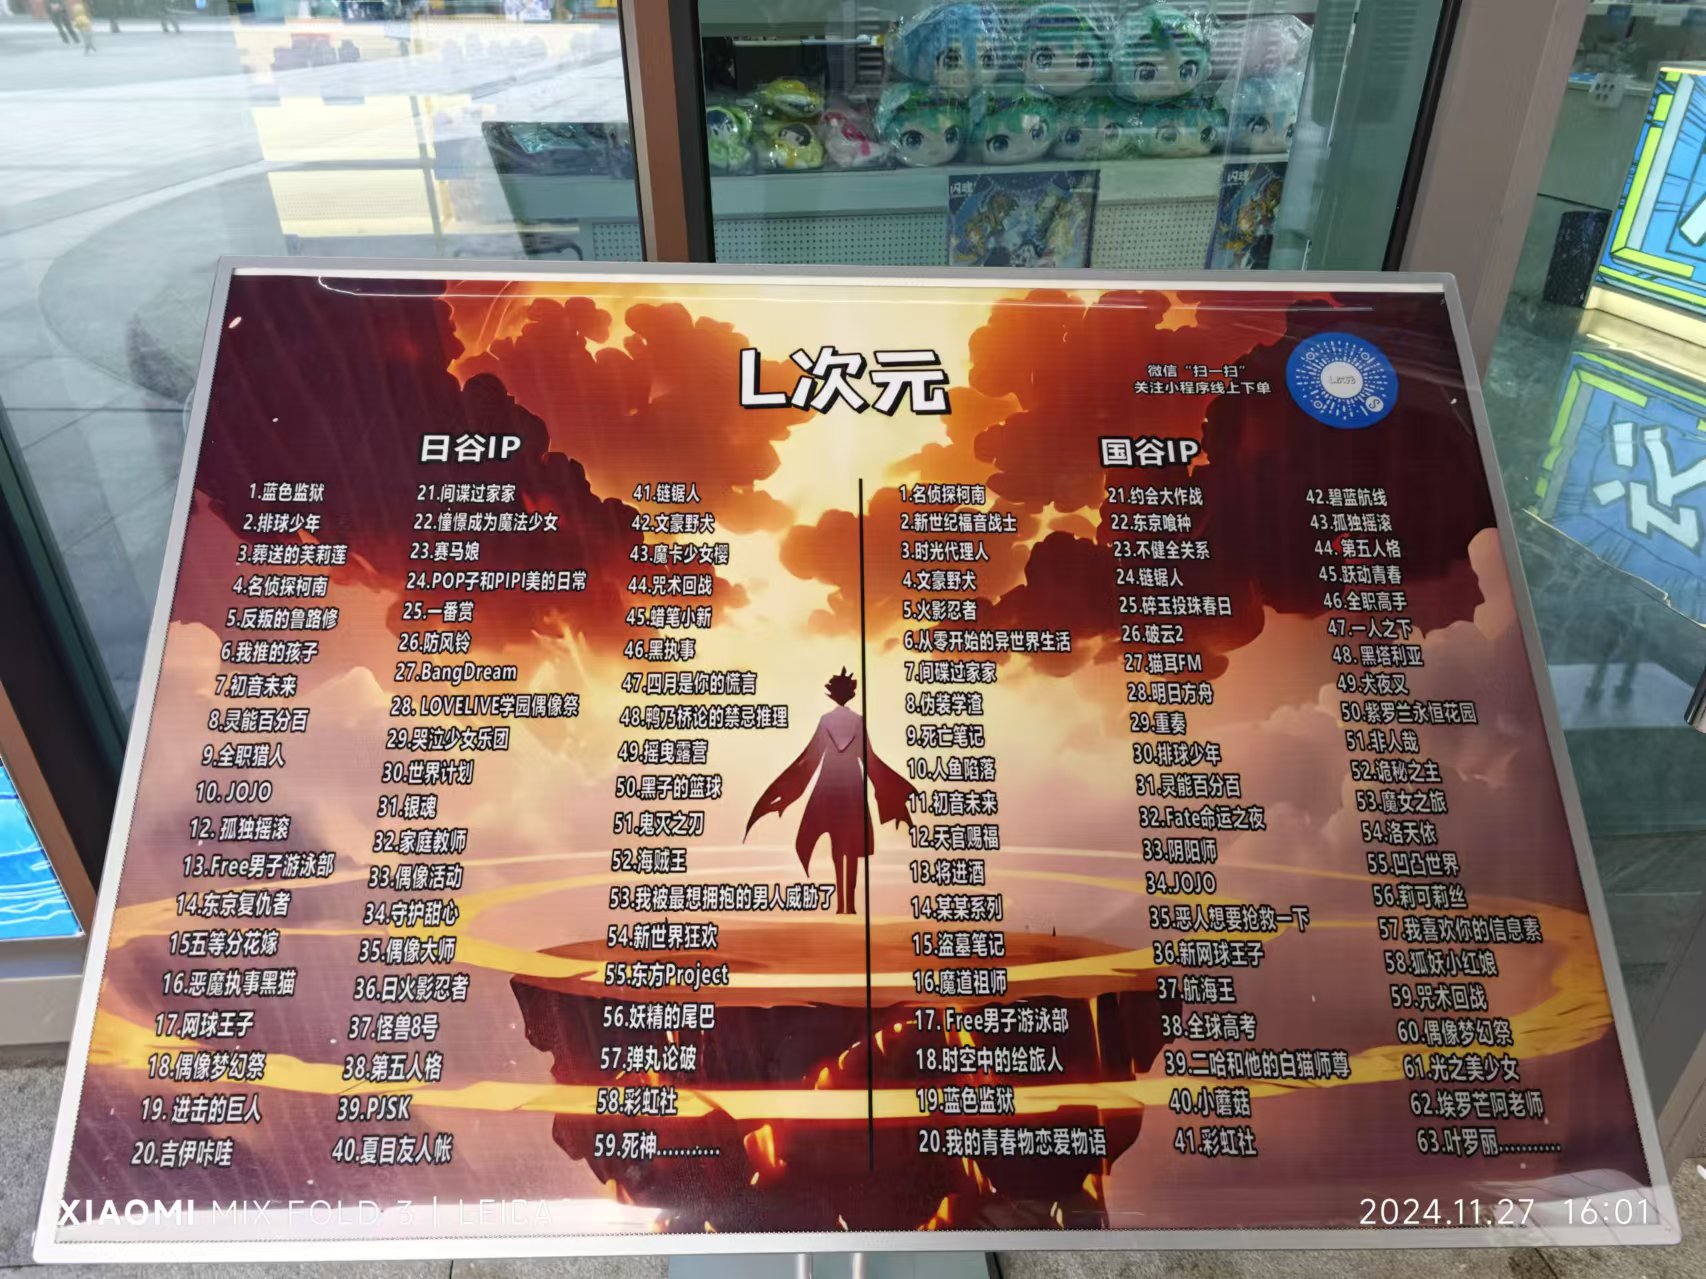 闪魂
闪魂
L次元
微信“扫一扫”
关注小程序线上下单
L次元
日谷IP
1.蓝色监狱
2.排球少年
3.葬送的芙莉莲
4.名侦探柯南
5.反叛的鲁路修
6.我推的孩子
7.初音未来
8.灵能百分百
9.全职猎人
10.JOJO
12.孤独摇滚
13.Free男子游泳部
14.东京复仇者
15五等分花嫁
16.恶魔执事黑猫
17.网球王子
18.偶像梦幻祭
19.进击的巨人
20.吉伊咔哇
21.间谍过家家
22.憧憬成为魔法少女
23.赛马娘
24.POP子和PIPI美的日常
25.一番赏
26.防风铃
27.BangDream
28.LOVELIVE学园偶像祭
29.哭泣少女乐团
30.世界计划
31.银魂
32.家庭教师
33.偶像活动
34.守护甜心
35.偶像大师
36.日火影忍者
37.怪兽8号
38.第五人格
39.PJSK
40.夏目友人帐
41.链锯人
42.文豪野犬
43.魔卡少女樱
44.咒术回战
45.蜡笔小新
46.黑执事
47.四月是你的慌言
48.鸭乃桥论的禁忌推理
49.摇曳露营
50.黑子的篮球
51.鬼灭之刃
52.海贼王
53.我被最想拥抱的男人威胁了
54.新世界狂欢
55.东方Project
56.妖精的尾巴
57.弹丸论破
58.彩虹社
59.死神...........
国谷IP
1.名侦探柯南
2.新世纪福音战士
3.时光代理人
4.文豪野犬
5.火影忍者
6.从零开始的异世界生活
7.间谍过家家
8.伪装学渣
9.死亡笔记
10.人鱼陷落
11.初音未来
12.天官赐福
13.将进酒
14.某某系列
15.盗墓笔记
16.魔道祖师
17.Free男子游泳部
18.时空中的绘旅人
19.蓝色监狱
20.我的青春物恋爱物语
21.约会大作战
22.东京喰种
23.不健全关系
24.链锯人
25.碎玉投珠春日
26.破云2
27.猫耳FM
28.明日方舟
29.重奏
30.排球少年
31.灵能百分百
32.Fate命运之夜
33.阴阳师
34.JOJO
35.恶人想要抢救一下
36.新网球王子
37.航海王
38.全球高考
39.二哈和他的白猫师尊
40.小蘑菇
41.彩虹社
42.碧蓝航线
43.孤独摇滚
44.第五人格
45.跃动青春
46.全职高手
47.一人之下
48.黑塔利亚
49.犬夜叉
50.紫罗兰永恒花园
51.非人哉
52.诡秘之主
53.魔女之旅
54.洛天依
55.凹凸世界
56.莉可莉丝
57.我喜欢你的信息素
58.狐妖小红娘
59.咒术回战
60.偶像梦幻祭
61.光之美少女
62.埃罗芒阿老师
63.叶罗丽...........
XIAOMI MIX FOLD 3 | LEICA
2024.11.27 16:01